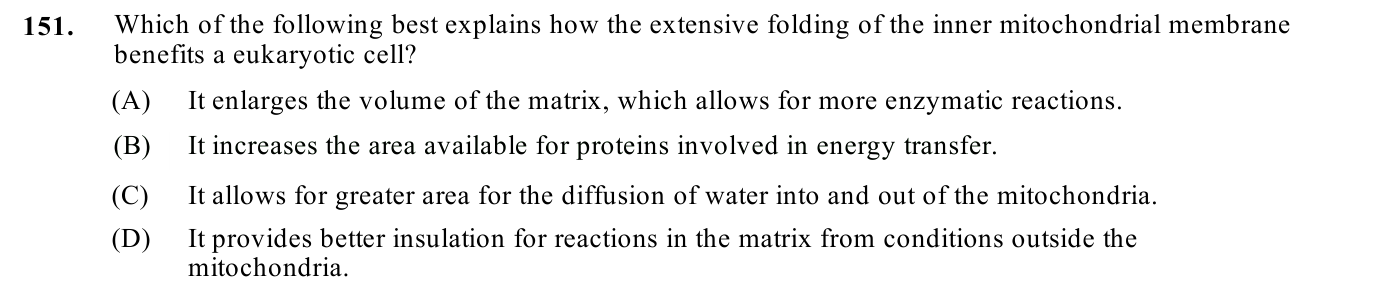 151. Which of the following best explains how the extensive folding of the inner mitochondrial membrane
benefits a eukaryotic cell?
(A) It enlarges the volume of the matrix, which allows for more enzymatic reactions.
(B) It increases the area available for proteins involved in energy transfer.
(C) It allows for greater area for the diffusion of water into and out of the mitochondria.
(D) It provides better insulation for reactions in the matrix from conditions outside the
mitochondria.